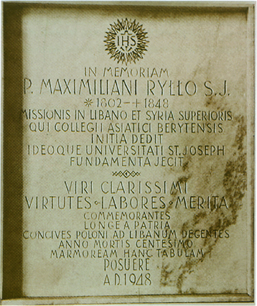 IHS
IN MEMORIAM
P. MAXIMILIANI RYŁŁO S.J.
✳1802–✝1848
MISSIONIS IN LIBANO ET SYRIA SUPERIORIS
QUI COLLEGII ASIATICI BERYTENSIS
INITIA DEDIT
IDEOQUE UNIVERSITATI ST. JOSEPH
FUNDAMENTA JECIT
VIRI CLARISSIMI
VIRTUTES-LABORES-MERITA
COMMEMORANTES
LONGE A PATRIA
CONCIVES POLONI AD LIBANUM DEGENTES
ANNO MORTIS CENTESIMO
MARMOREAM HANC TABULAM
POSUERE
A.D. 1948